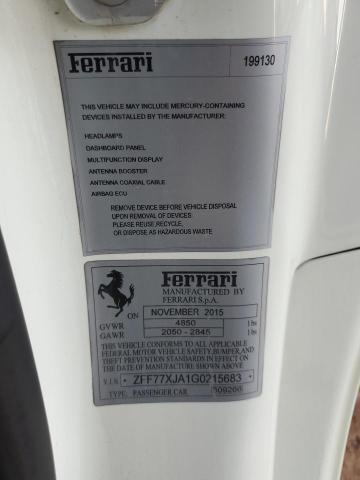 Ferrari 199130
THIS VEHICLE MAY INCLUDE MERCURY-CONTAINING
DEVICES INSTALLED BY THE MANUFACTURER:
HEADLAMPS
DASHBOARD PANEL
MULTIFUNCTION DISPLAY
ANTENNA BOOSTER
ANTENNA COAXIAL CABLE
AIRBAG ECU
REMOVE DEVICE BEFORE VEHICLE DISPOSAL
UPON REMOVAL OF DEVICES:
PLEASE REUSE,RECYCLE
OR DISPOSE AS HAZARDOUS WASTE
Ferrari
MANUFACTURED BY
FERRARI S.p.A.
ON NOVEMBER 2015
GVWR 4850 lbs
GAWR 2050 - 2845 lbs
THIS VEHICLE CONFORMS TO ALL APPLICABLE
FEDERAL MOTOR VEHICLE SAFETY,BUMPER,AND
THEFT PREVENTION STANDARDS IN EFFECT ON
THE DATE OF MANUFACTURE SHOWN ABOVE.
V.I.N. ZFF77XJA1G0215683
TYPE: PASSENGER CAR